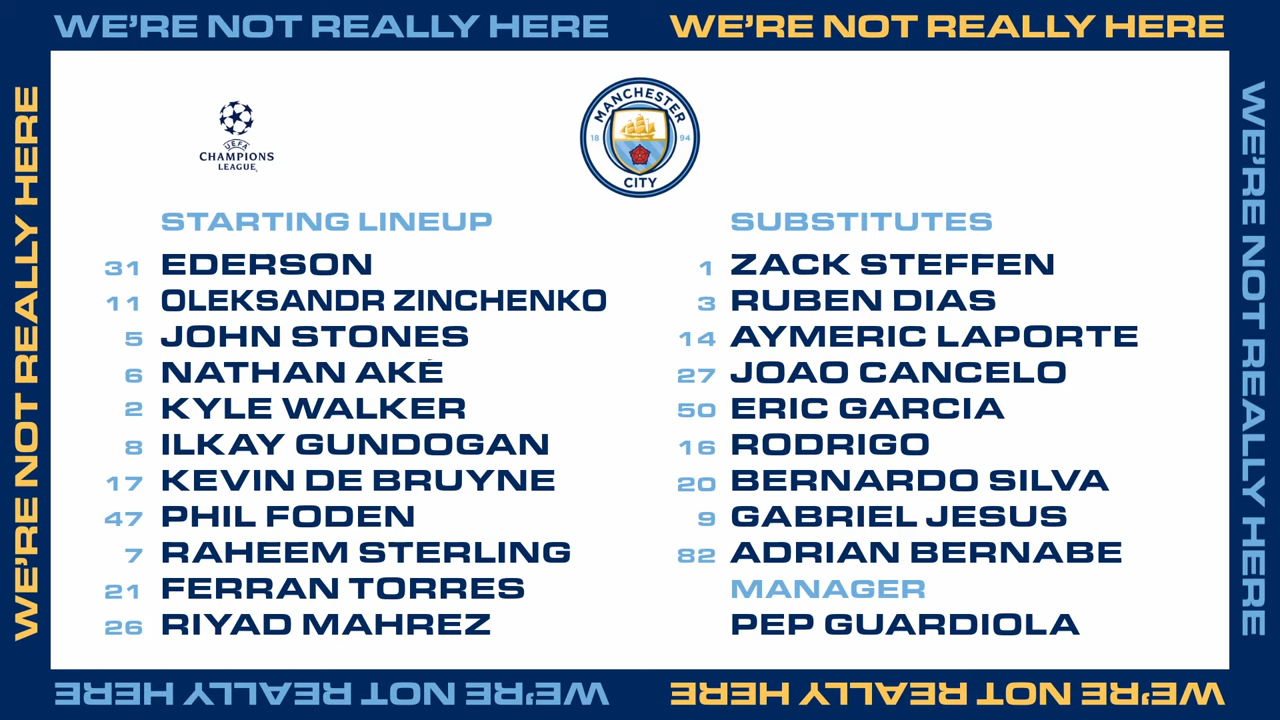 WE'RE NOT REALLY HERE
WE'RE NOT REALLY HERE
WE'RE NOT REALLY HERE
WE'RE NOT REALLY HERE
UEFA
CHAMPIONS
LEAGUE
MANCHESTER
18 94
CITY
STARTING LINEUP
31 EDERSON
11 OLEKSANDR ZINCHENKO
5 JOHN STONES
6 NATHAN AKÉ
2 KYLE WALKER
8 ILKAY GUNDOGAN
17 KEVIN DE BRUYNE
47 PHIL FODEN
7 RAHEEM STERLING
21 FERRAN TORRES
26 RIYAD MAHREZ
SUBSTITUTES
1 ZACK STEFFEN
3 RUBEN DIAS
14 AYMERIC LAPORTE
27 JOAO CANCELO
50 ERIC GARCIA
16 RODRIGO
20 BERNARDO SILVA
9 GABRIEL JESUS
82 ADRIAN BERNABE
MANAGER
PEP GUARDIOLA
WE'RE NOT REALLY HERE
WE'RE NOT REALLY HERE